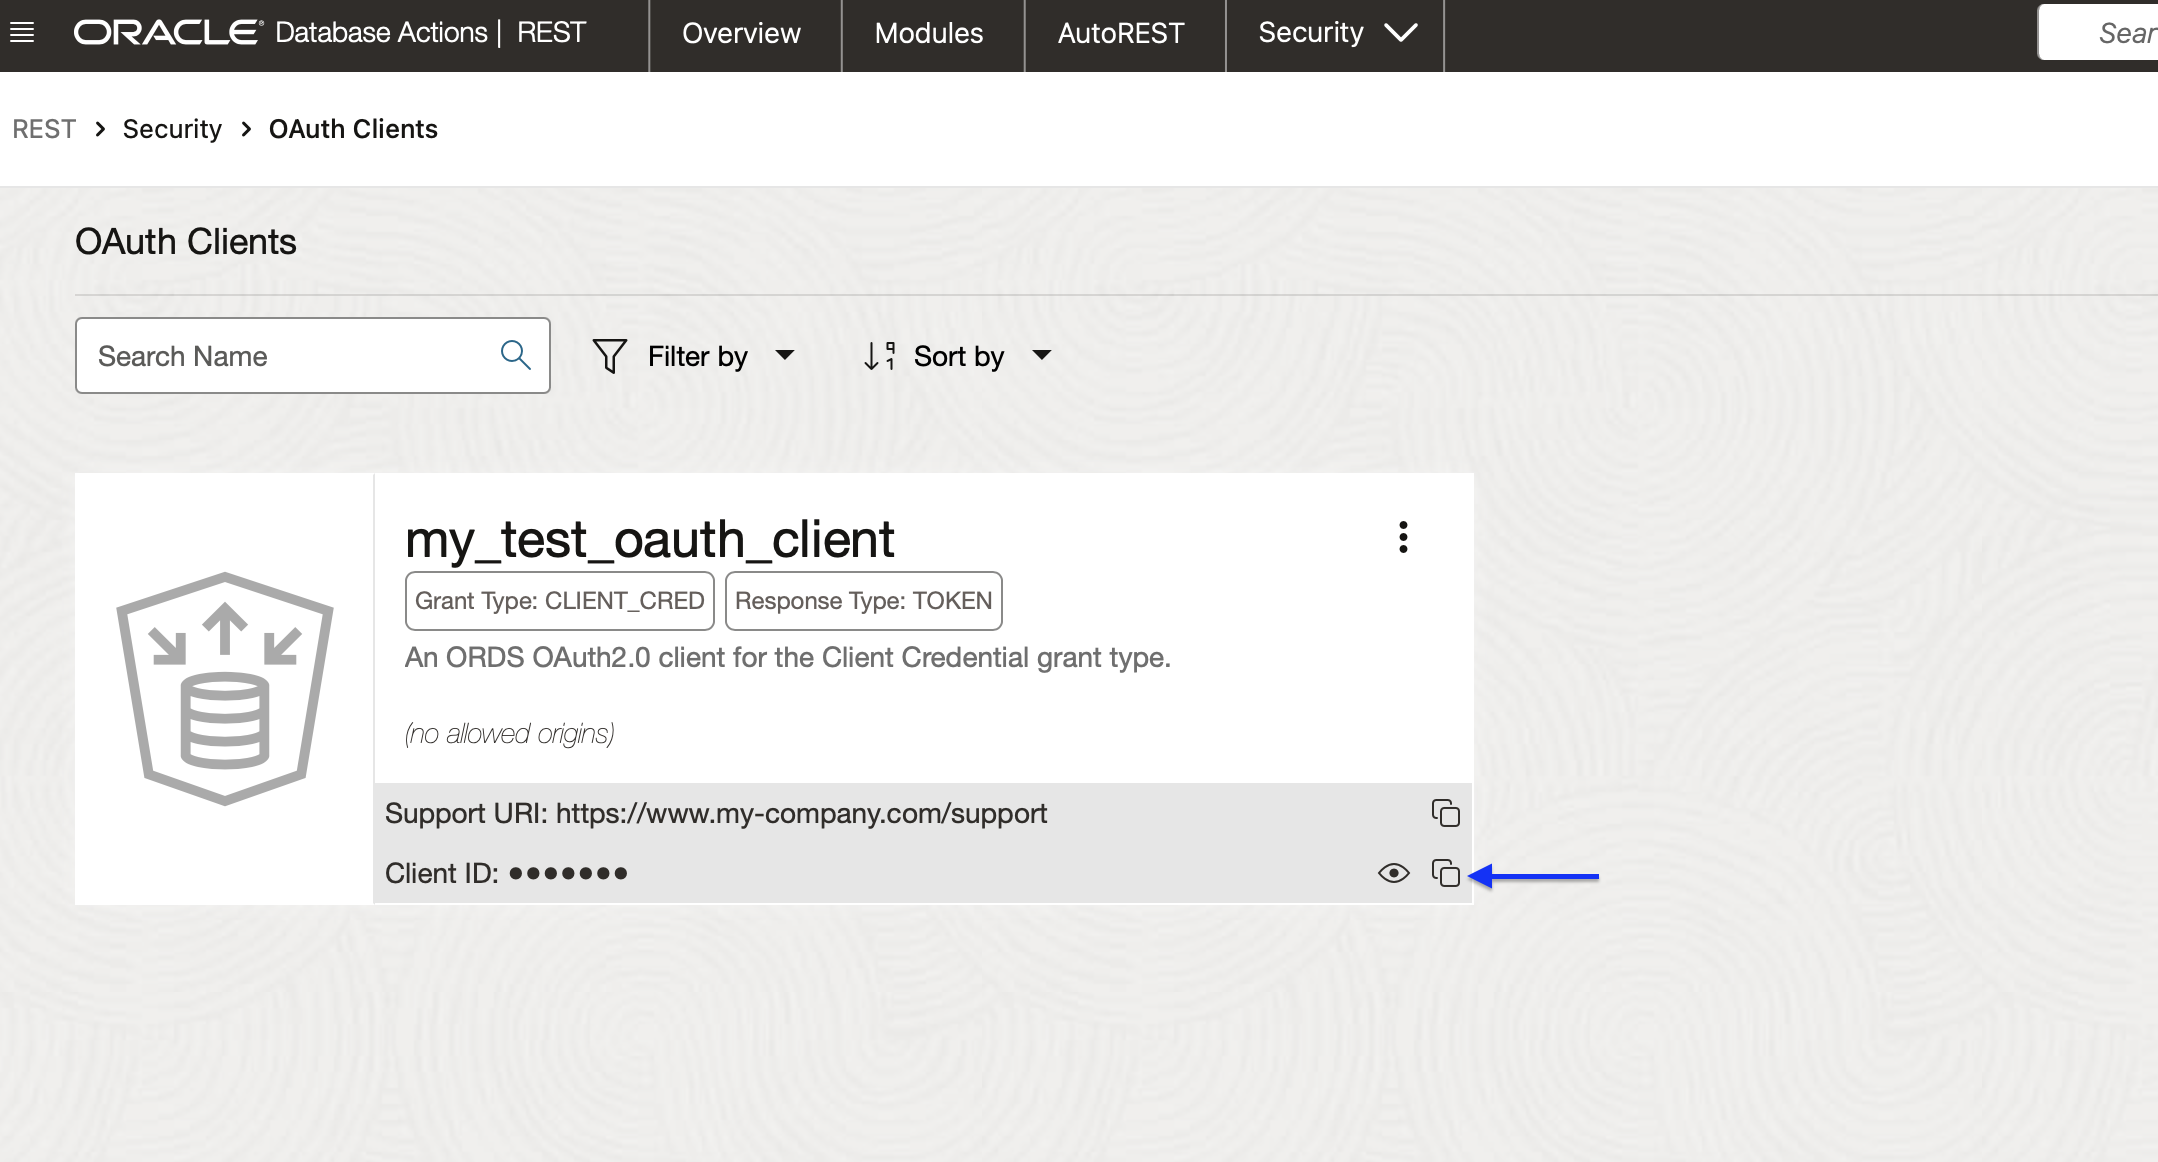 ORACLE Database Actions | REST Overview Modules AutoREST Security
REST > Security > OAuth Clients
OAuth Clients
Search Name Filter by Sort by
my_test_oauth_client
Grant Type: CLIENT_CRED Response Type: TOKEN
An ORDS OAuth2.0 client for the Client Credential grant type.
(no allowed origins)
Support URI: https://www.my-company.com/support
Client ID: •••••••